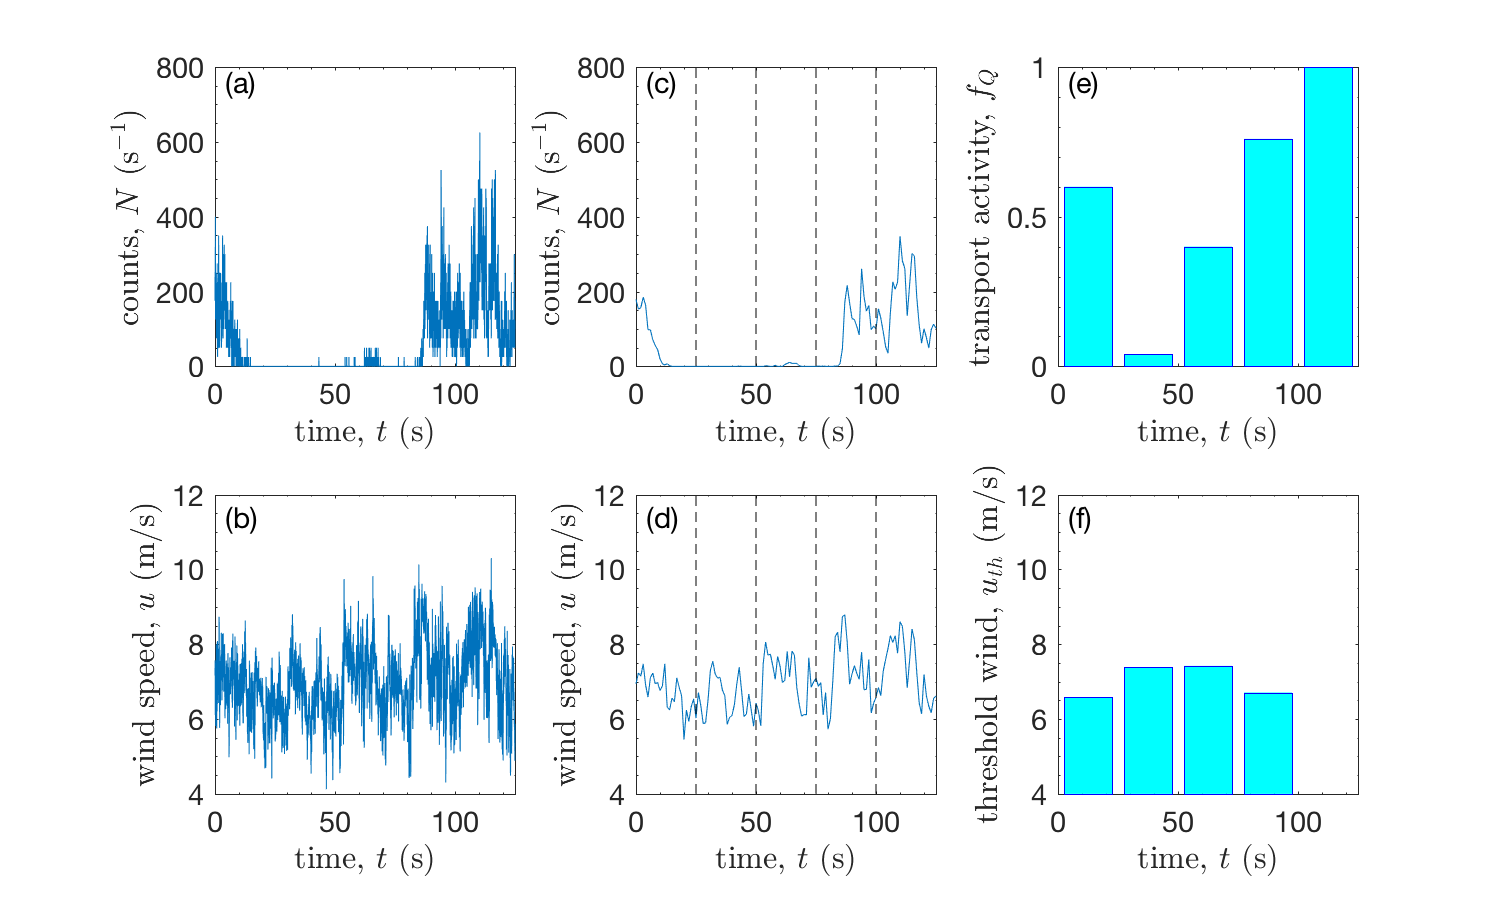 (a)
800
600
400
200
0
counts, N (s⁻¹)
0 50 100
time, t (s)
(c)
800
600
400
200
0
counts, N (s⁻¹)
0 50 100
time, t (s)
(e)
1
0.5
0
transport activity, f_Q
0 50 100
time, t (s)
(b)
12
10
8
6
4
wind speed, u (m/s)
0 50 100
time, t (s)
(d)
12
10
8
6
4
wind speed, u (m/s)
0 50 100
time, t (s)
(f)
12
10
8
6
4
threshold wind, u_th (m/s)
0 50 100
time, t (s)